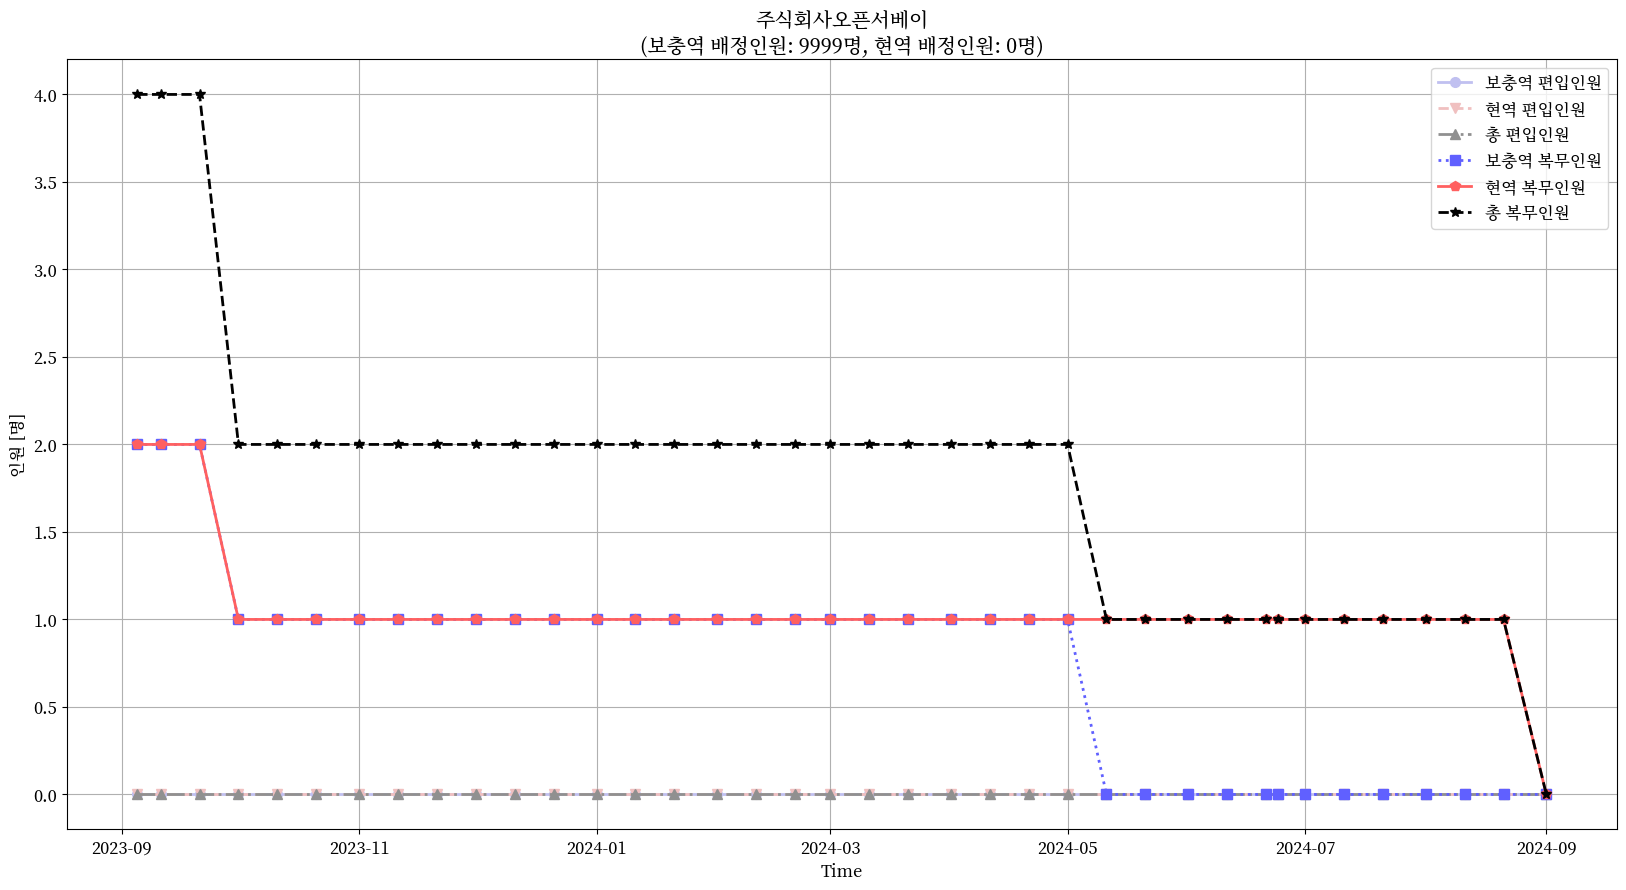 주식회사오픈서베이
(보충역 배정인원: 9999명, 현역 배정인원: 0명)
보충역 편입인원
현역 편입인원
총 편입인원
보충역 복무인원
현역 복무인원
총 복무인원
인원 [명]
4.0
3.5
3.0
2.5
2.0
1.5
1.0
0.5
0.0
2023-09
2023-11
2024-01
2024-03
2024-05
2024-07
2024-09
Time